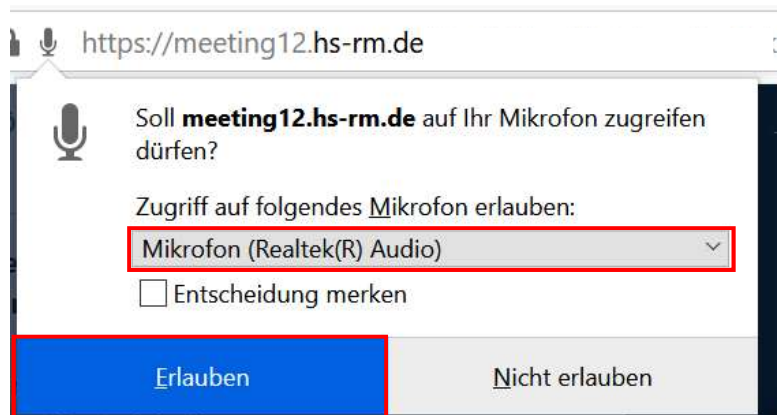 https://meeting12.hs-rm.de
Soll meeting12.hs-rm.de auf Ihr Mikrofon zugreifen
dürfen?
Zugriff auf folgendes Mikrofon erlauben:
Mikrofon (Realtek(R) Audio)
Entscheidung merken
Erlauben
Nicht erlauben